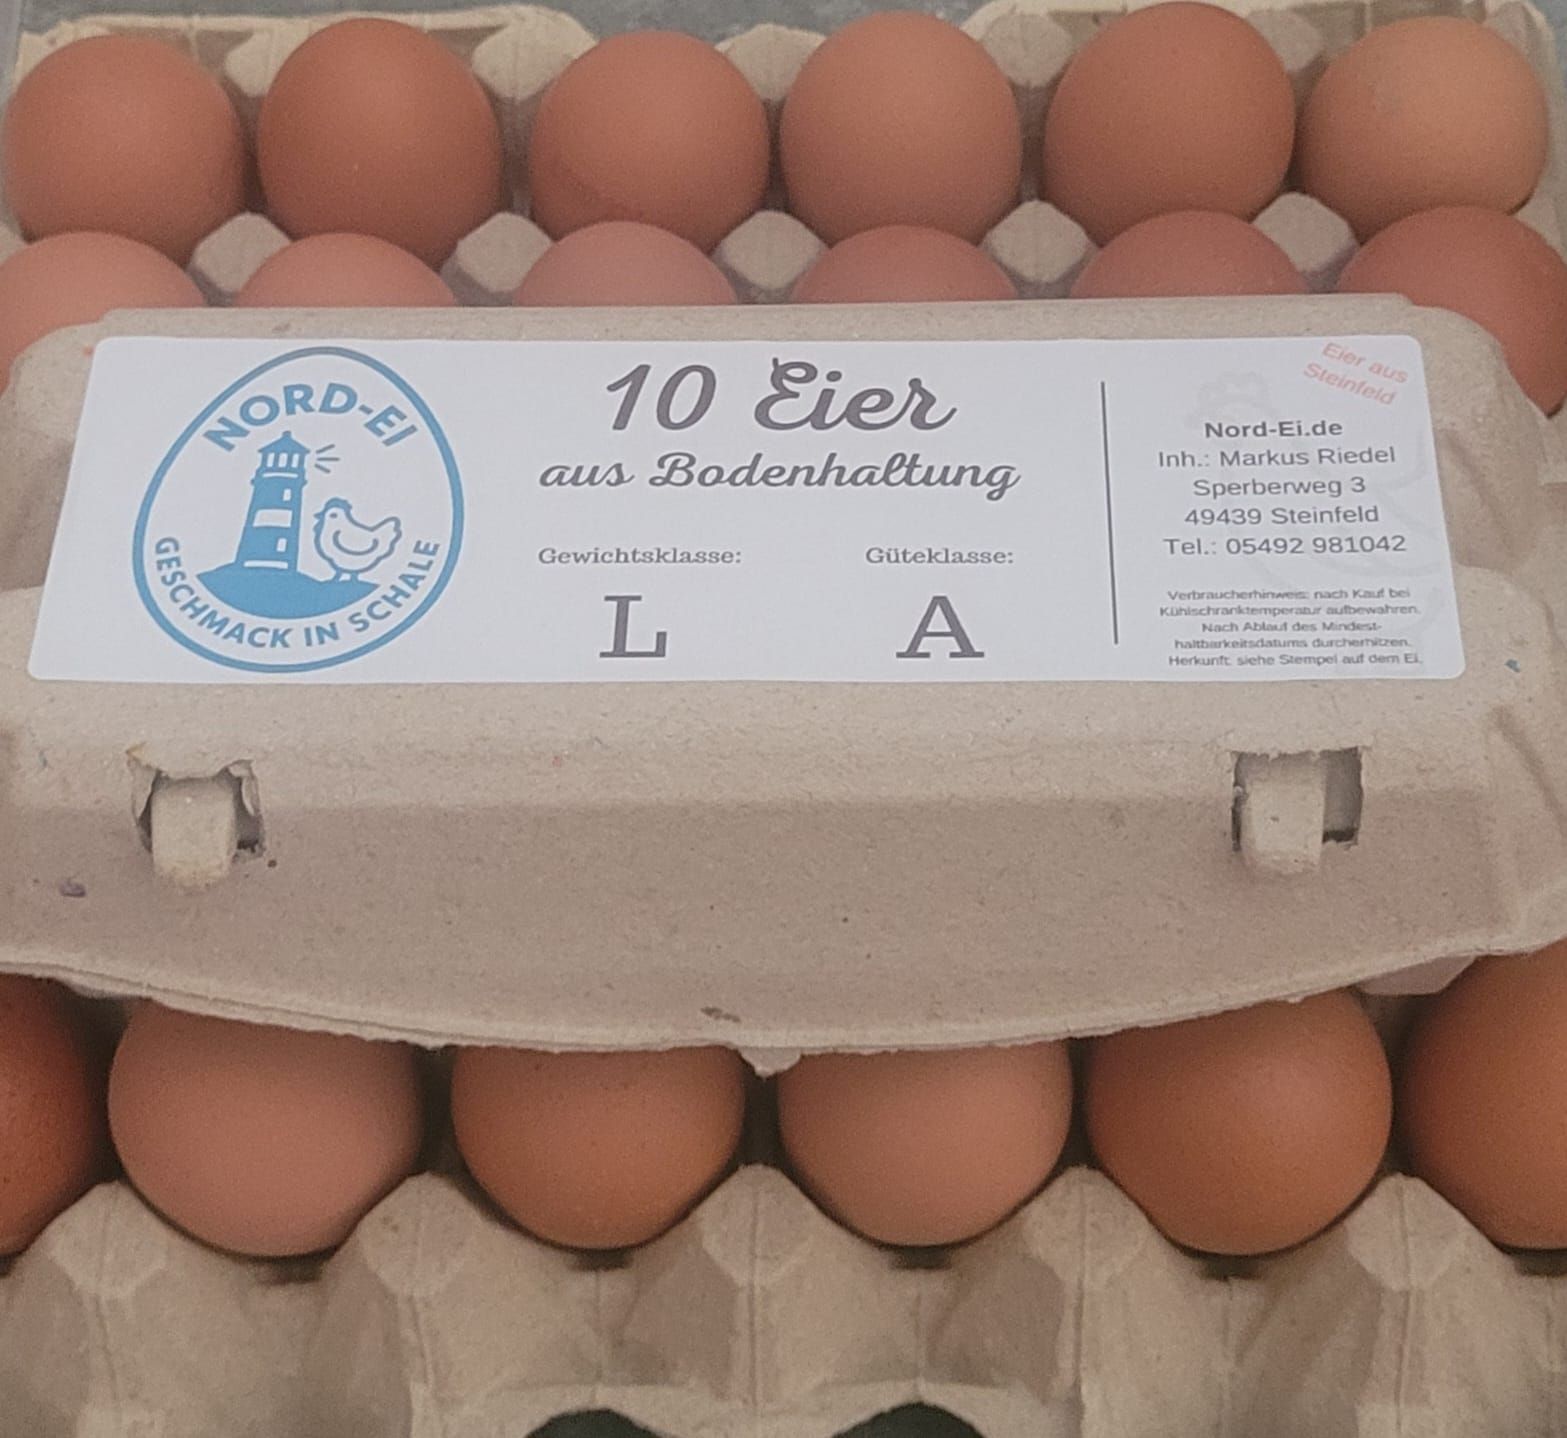 NORD-EI
GESCHMACK IN SCHALE
10 Eier
aus Bodenhaltung
Gewichtsklasse:
L
Güteklasse:
A
Eier aus
Steinfeld
Nord-Ei.de
Inh.: Markus Riedel
Sperberweg 3
49439 Steinfeld
Tel.: 05492 981042
Verbraucherhinweis: nach Kauf bei
Kühlschranktemperatur aufbewahren.
Nach Ablauf des Mindest-
haltbarkeitsdatums durcherhitzen.
Herkunft: siehe Stempel auf dem Ei.